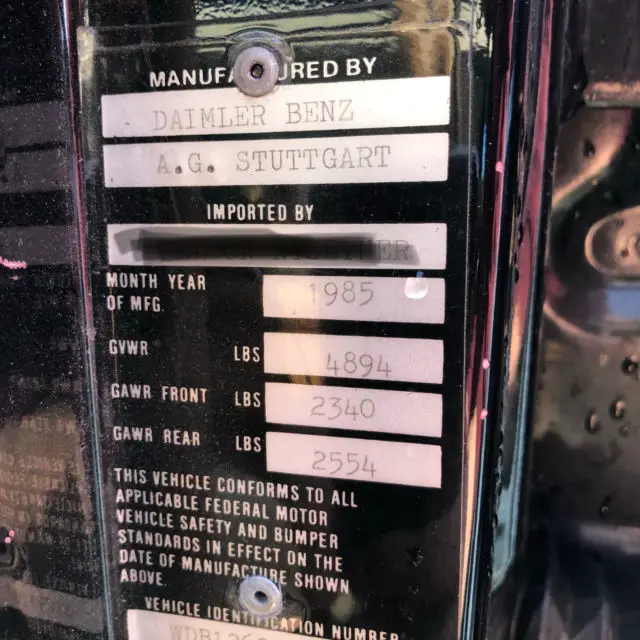 MANUFACTURED BY
DAIMLER BENZ
A.G. STUTTGART
IMPORTED BY
MONTH YEAR 1985
OF MFG.
GVWR LBS 4894
GAWR FRONT LBS 2340
GAWR REAR LBS 2554
THIS VEHICLE CONFORMS TO ALL
APPLICABLE FEDERAL MOTOR
VEHICLE SAFETY AND BUMPER
STANDARDS IN EFFECT ON THE
DATE OF MANUFACTURE SHOWN
ABOVE
VEHICLE IDENTIFICATION NUMBER